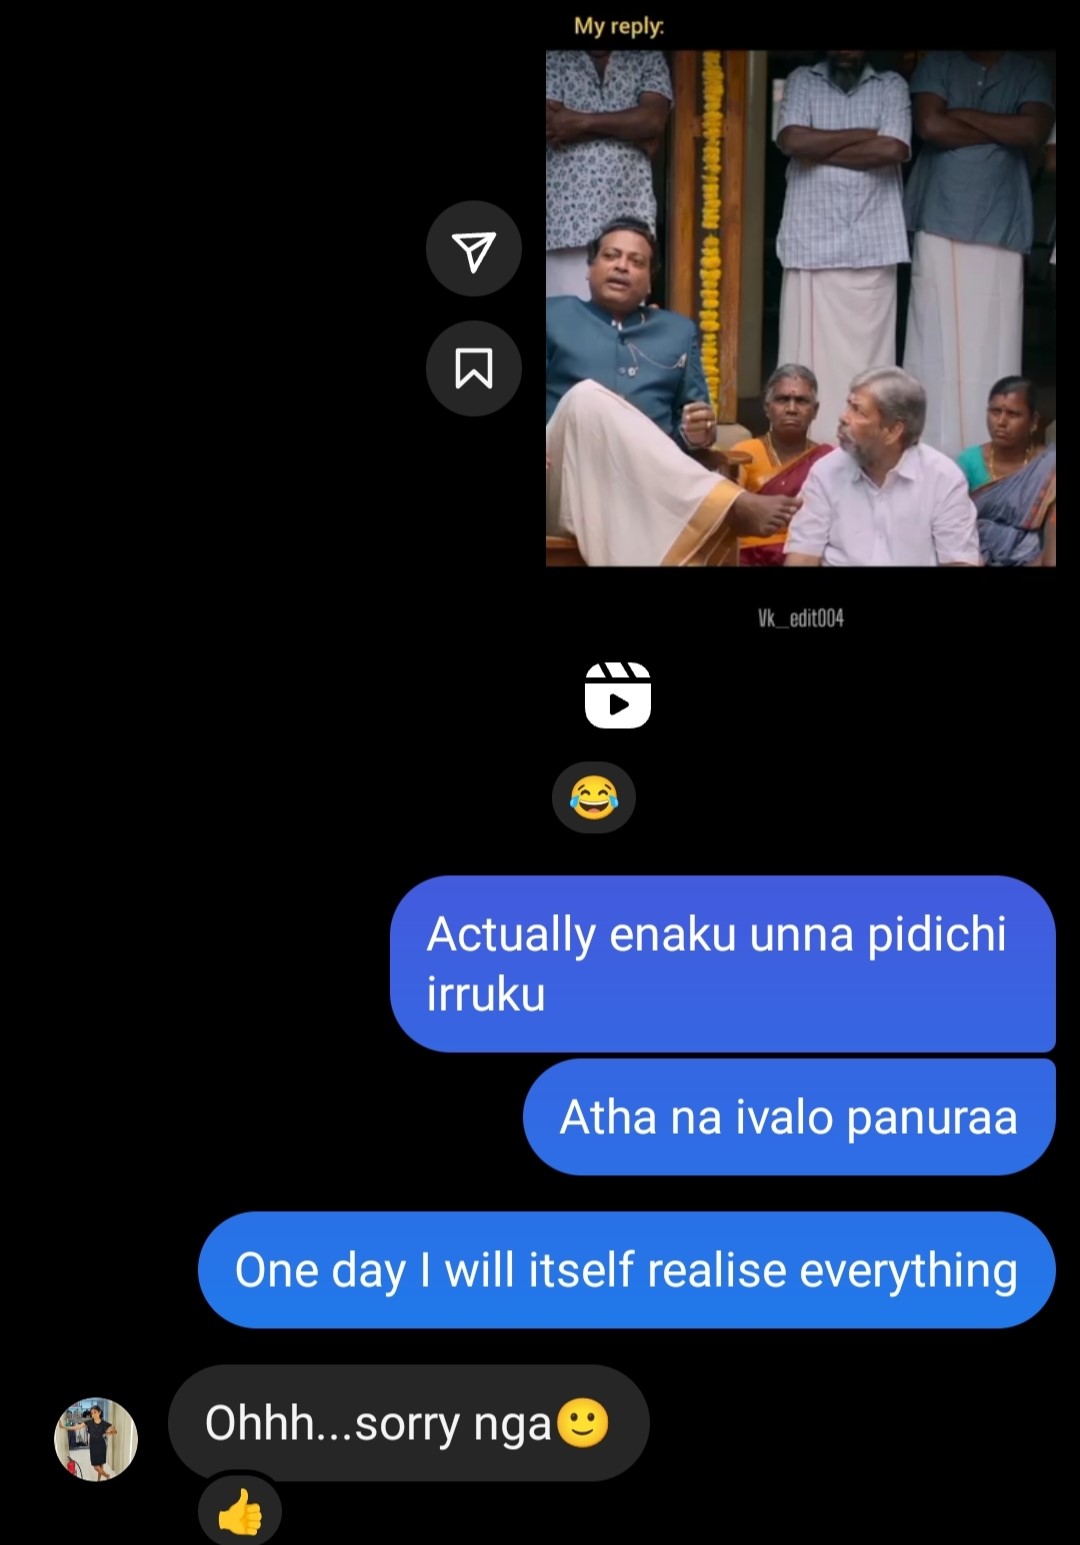 My reply:
Vk__edit004
Actually enaku unna pidichi
irruku
Atha na ivalo panuraa
One day I will itself realise everything
Ohhh...sorry nga🙂